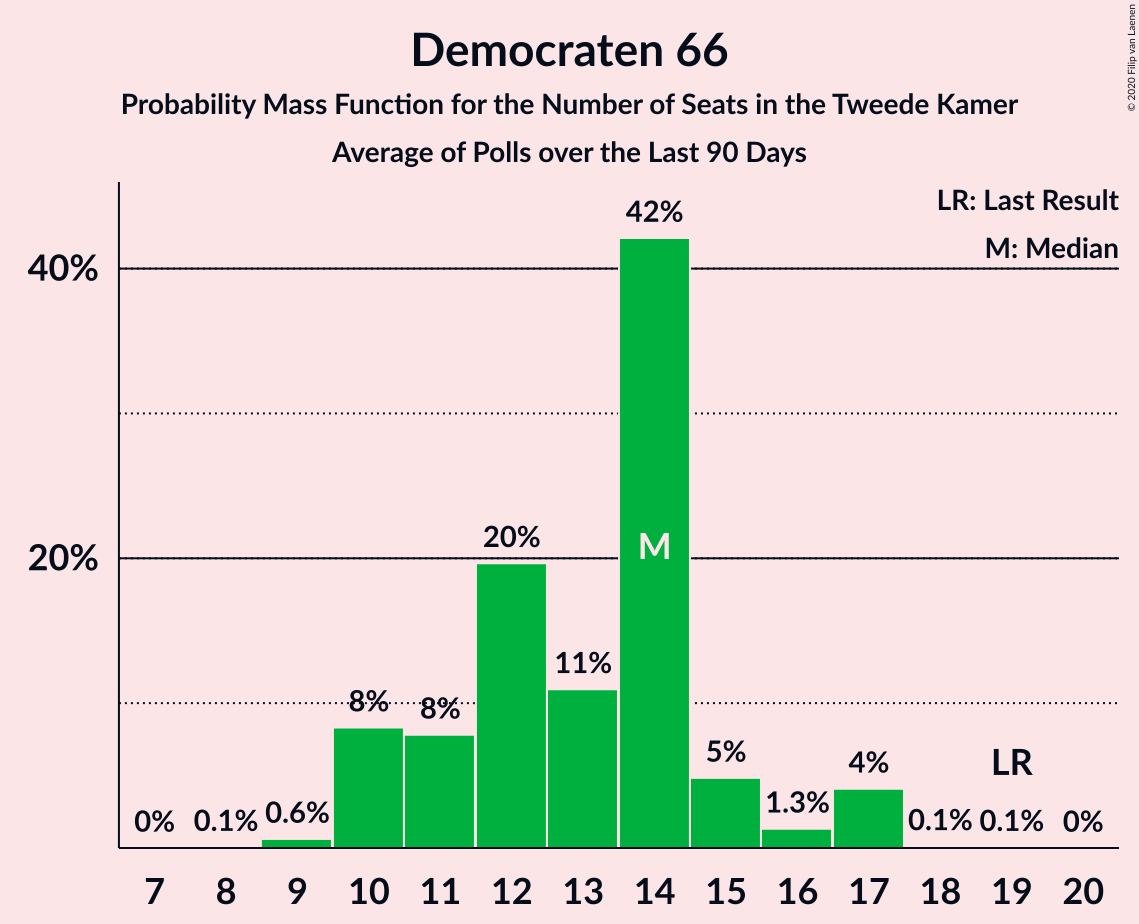 Democraten 66
Probability Mass Function for the Number of Seats in the Tweede Kamer
Average of Polls over the Last 90 Days
© 2020 Filip van Laenen
LR: Last Result
M: Median
42%
40%
20%
M
20%
11%
8%
8%
5%
4%
LR
0%
0.1%
0.6%
1.3%
0.1%
0.1%
0%
7 8 9 10 11 12 13 14 15 16 17 18 19 20